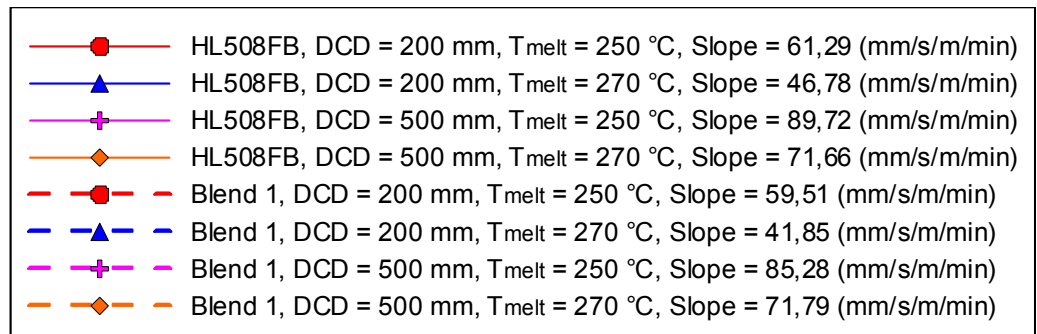 HL508FB, DCD = 200 mm, Tmelt = 250 °C, Slope = 61,29 (mm/s/m/min)
HL508FB, DCD = 200 mm, Tmelt = 270 °C, Slope = 46,78 (mm/s/m/min)
HL508FB, DCD = 500 mm, Tmelt = 250 °C, Slope = 89,72 (mm/s/m/min)
HL508FB, DCD = 500 mm, Tmelt = 270 °C, Slope = 71,66 (mm/s/m/min)
Blend 1, DCD = 200 mm, Tmelt = 250 °C, Slope = 59,51 (mm/s/m/min)
Blend 1, DCD = 200 mm, Tmelt = 270 °C, Slope = 41,85 (mm/s/m/min)
Blend 1, DCD = 500 mm, Tmelt = 250 °C, Slope = 85,28 (mm/s/m/min)
Blend 1, DCD = 500 mm, Tmelt = 270 °C, Slope = 71,79 (mm/s/m/min)